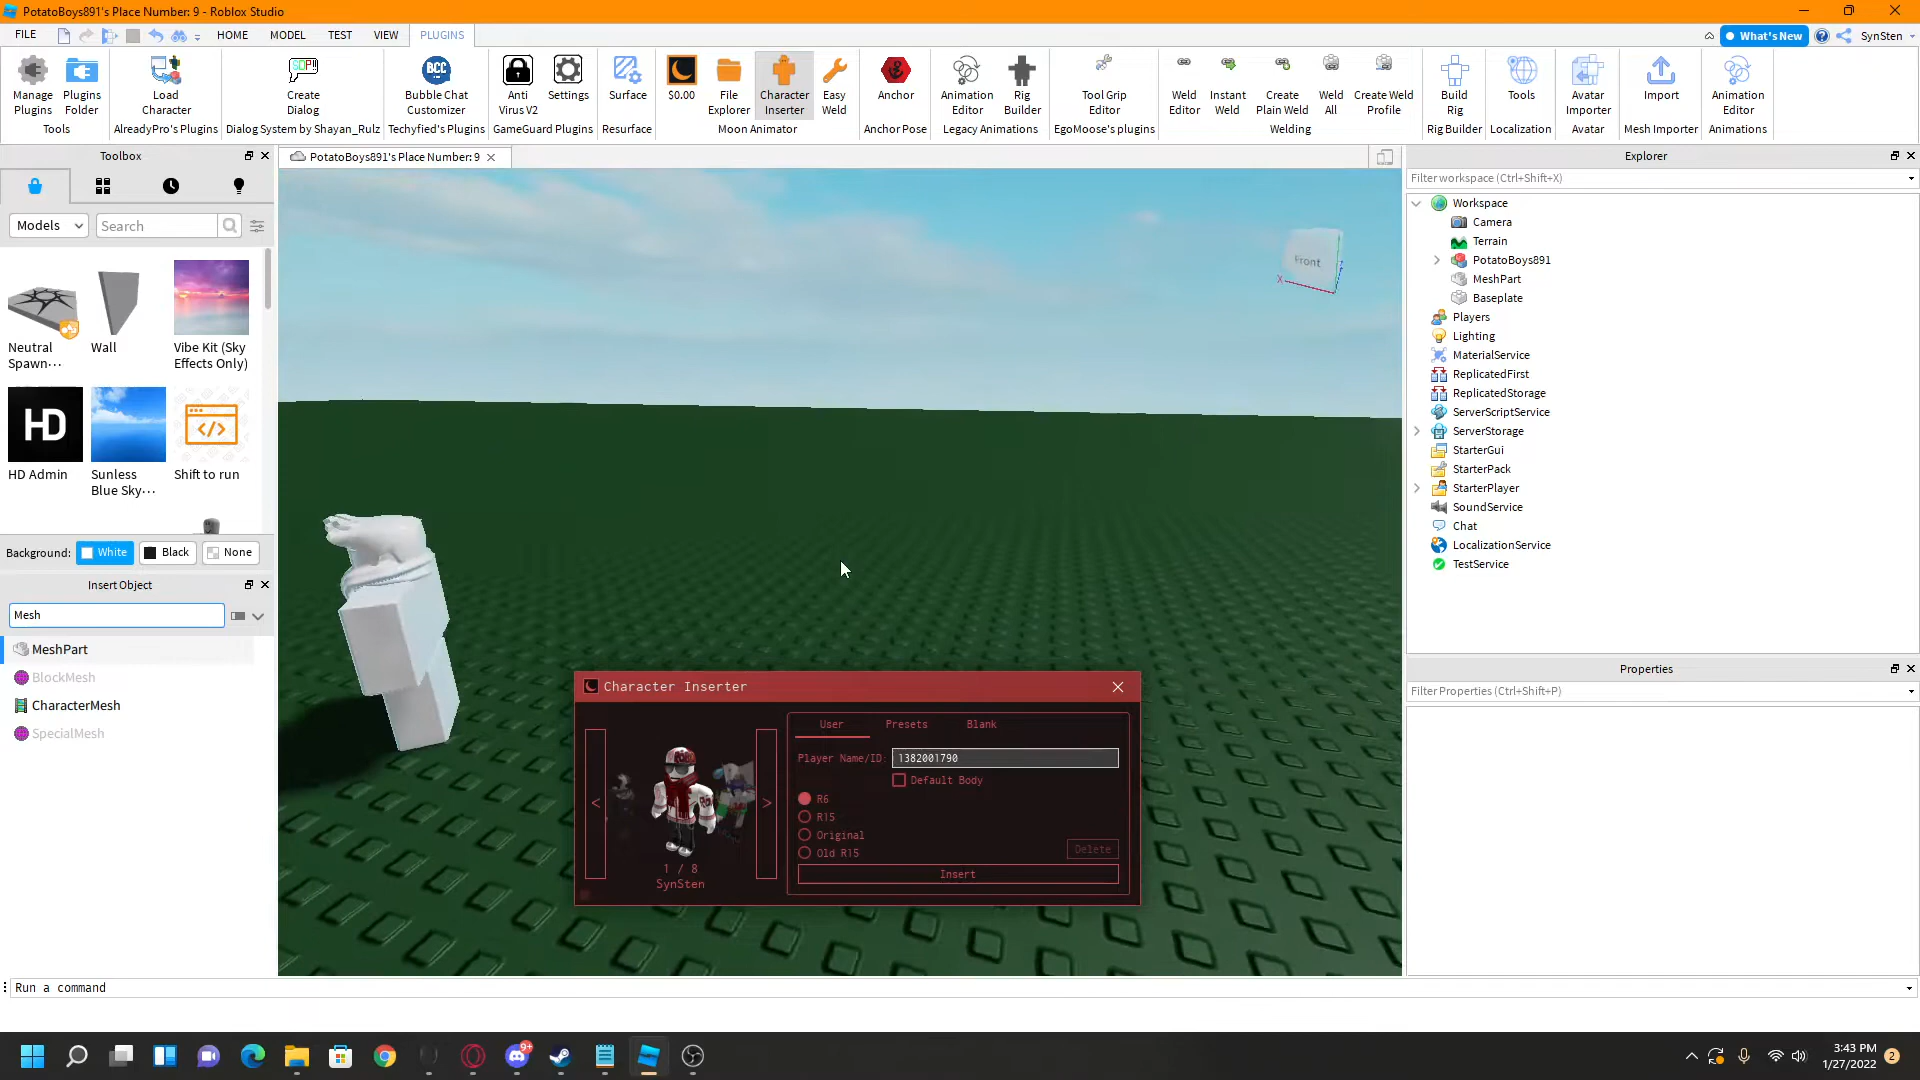 PotatoBoys891's Place Number: 9 - Roblox Studio
FILE HOME MODEL TEST VIEW PLUGINS What's New SynSten
Manage Plugins
Plugins Folder
Tools
Load Character
AlreadyPro's Plugins
Create Dialog
Dialog System by Shayan_Rulz
SOP!!
BCC
Bubble Chat Customizer
Techyfied's Plugins
Anti Virus V2
Settings
GameGuard Plugins
Surface
Resurface
$0.00
File Explorer
Character Inserter
Easy Weld
Moon Animator
Anchor
Anchor Pose
Animation Editor
Rig Builder
Legacy Animations
Tool Grip Editor
EgoMoose's plugins
Weld Editor
Instant Weld
Create Plain Weld
Weld All
Create Weld Profile
Welding
Build Rig
Rig Builder
Tools
Localization
Avatar Importer
Avatar
Import
Mesh Importer
Animation Editor
Animations
Toolbox
Models
Search
Neutral Spawn...
Wall
Vibe Kit (Sky Effects Only)
HD
HD Admin
Sunless Blue Sky...
Shift to run
Background: White Black None
Insert Object
Mesh
MeshPart
BlockMesh
CharacterMesh
SpecialMesh
PotatoBoys891's Place Number: 9
Front
X
Character Inserter
User Presets Blank
Player Name/ID: 1382001790
Default Body
R6
R15
Original
Old R15
Delete
Insert
<
>
1 / 8
SynSten
Explorer
Filter workspace (Ctrl+Shift+X)
Workspace
Camera
Terrain
PotatoBoys891
MeshPart
Baseplate
Players
Lighting
MaterialService
ReplicatedFirst
ReplicatedStorage
ServerScriptService
ServerStorage
StarterGui
StarterPack
StarterPlayer
SoundService
Chat
LocalizationService
TestService
Properties
Filter Properties (Ctrl+Shift+P)
Run a command
9+
3:43 PM
1/27/2022
2